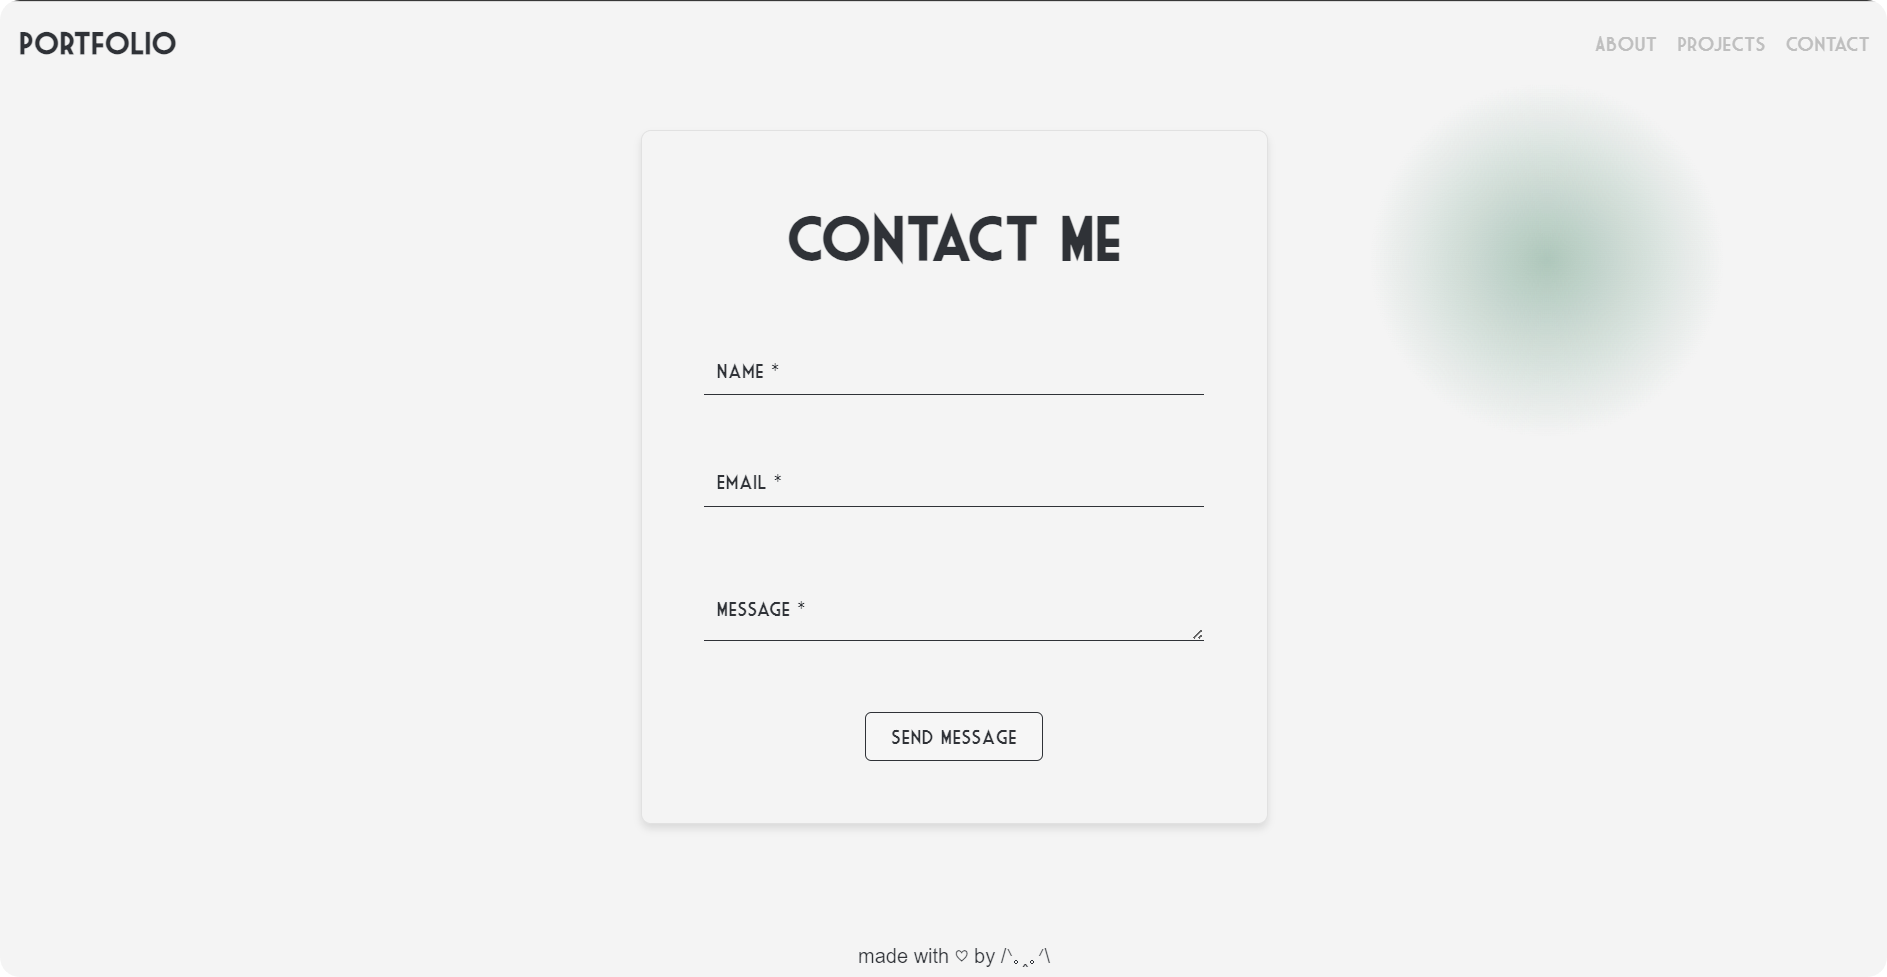 PORTFOLIO
ABOUT PROJECTS CONTACT
CONTACT ME
NAME *
EMAIL *
MESSAGE *
SEND MESSAGE
made with ♡ by /ᐠ｡‸｡ᐟ\